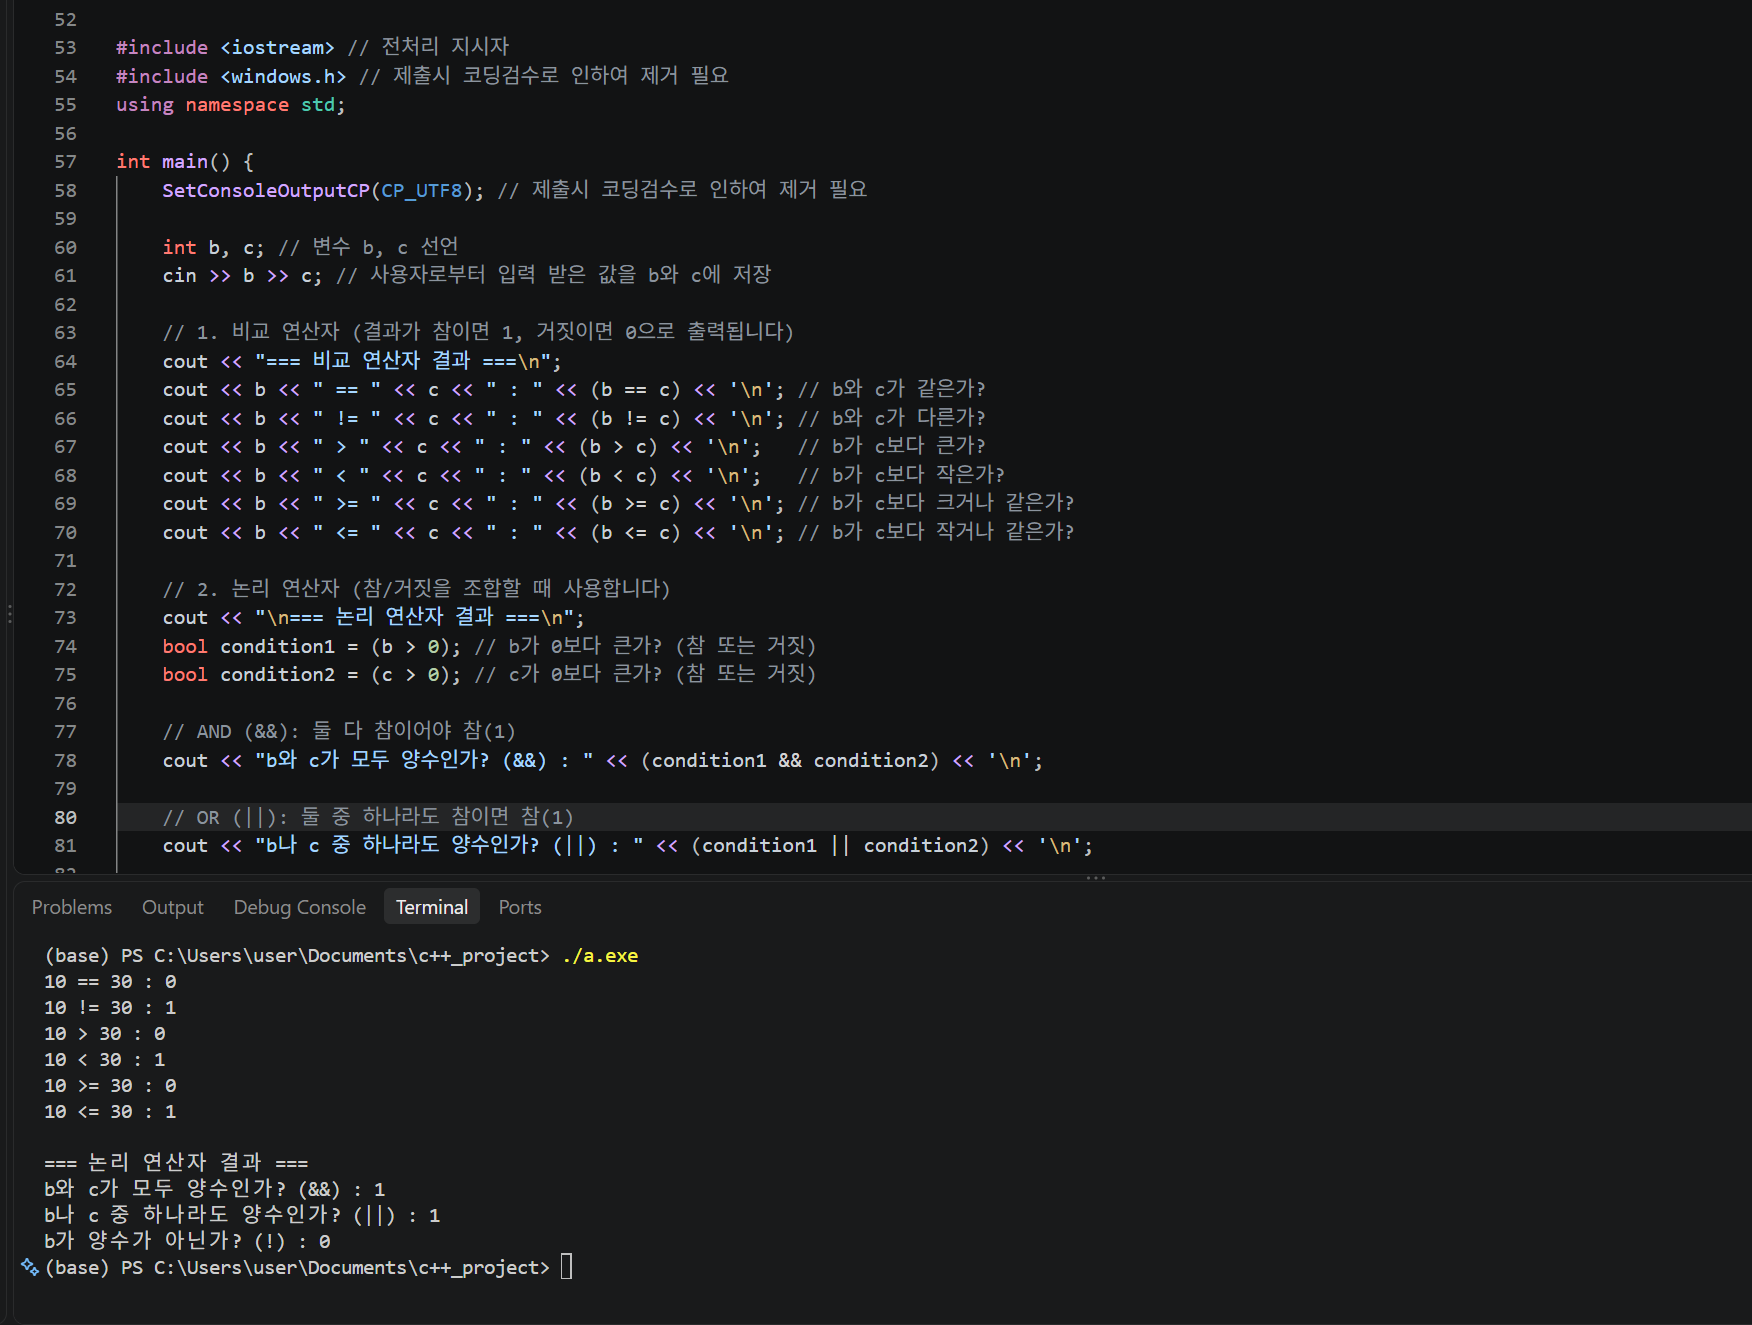 52
53 #include <iostream> // 전처리 지시자
54 #include <windows.h> // 제출시 코딩검수로 인하여 제거 필요
55 using namespace std;
56
57 int main() {
58     SetConsoleOutputCP(CP_UTF8); // 제출시 코딩검수로 인하여 제거 필요
59
60     int b, c; // 변수 b, c 선언
61     cin >> b >> c; // 사용자로부터 입력 받은 값을 b와 c에 저장
62
63     // 1. 비교 연산자 (결과가 참이면 1, 거짓이면 0으로 출력됩니다)
64     cout << "=== 비교 연산자 결과 ===\n";
65     cout << b << " == " << c << " : " << (b == c) << '\n'; // b와 c가 같은가?
66     cout << b << " != " << c << " : " << (b != c) << '\n'; // b와 c가 다른가?
67     cout << b << " > " << c << " : " << (b > c) << '\n';   // b가 c보다 큰가?
68     cout << b << " < " << c << " : " << (b < c) << '\n';   // b가 c보다 작은가?
69     cout << b << " >= " << c << " : " << (b >= c) << '\n'; // b가 c보다 크거나 같은가?
70     cout << b << " <= " << c << " : " << (b <= c) << '\n'; // b가 c보다 작거나 같은가?
71
72     // 2. 논리 연산자 (참/거짓을 조합할 때 사용합니다)
73     cout << "\n=== 논리 연산자 결과 ===\n";
74     bool condition1 = (b > 0); // b가 0보다 큰가? (참 또는 거짓)
75     bool condition2 = (c > 0); // c가 0보다 큰가? (참 또는 거짓)
76
77     // AND (&&): 둘 다 참이어야 참(1)
78     cout << "b와 c가 모두 양수인가? (&&) : " << (condition1 && condition2) << '\n';
79
80     // OR (||): 둘 중 하나라도 참이면 참(1)
81     cout << "b나 c 중 하나라도 양수인가? (||) : " << (condition1 || condition2) << '\n';
82
Problems Output Debug Console Terminal Ports
(base) PS C:\Users\user\Documents\c++_project> ./a.exe
10 == 30 : 0
10 != 30 : 1
10 > 30 : 0
10 < 30 : 1
10 >= 30 : 0
10 <= 30 : 1
=== 논리 연산자 결과 ===
b와 c가 모두 양수인가? (&&) : 1
b나 c 중 하나라도 양수인가? (||) : 1
b가 양수가 아닌가? (!) : 0
(base) PS C:\Users\user\Documents\c++_project>